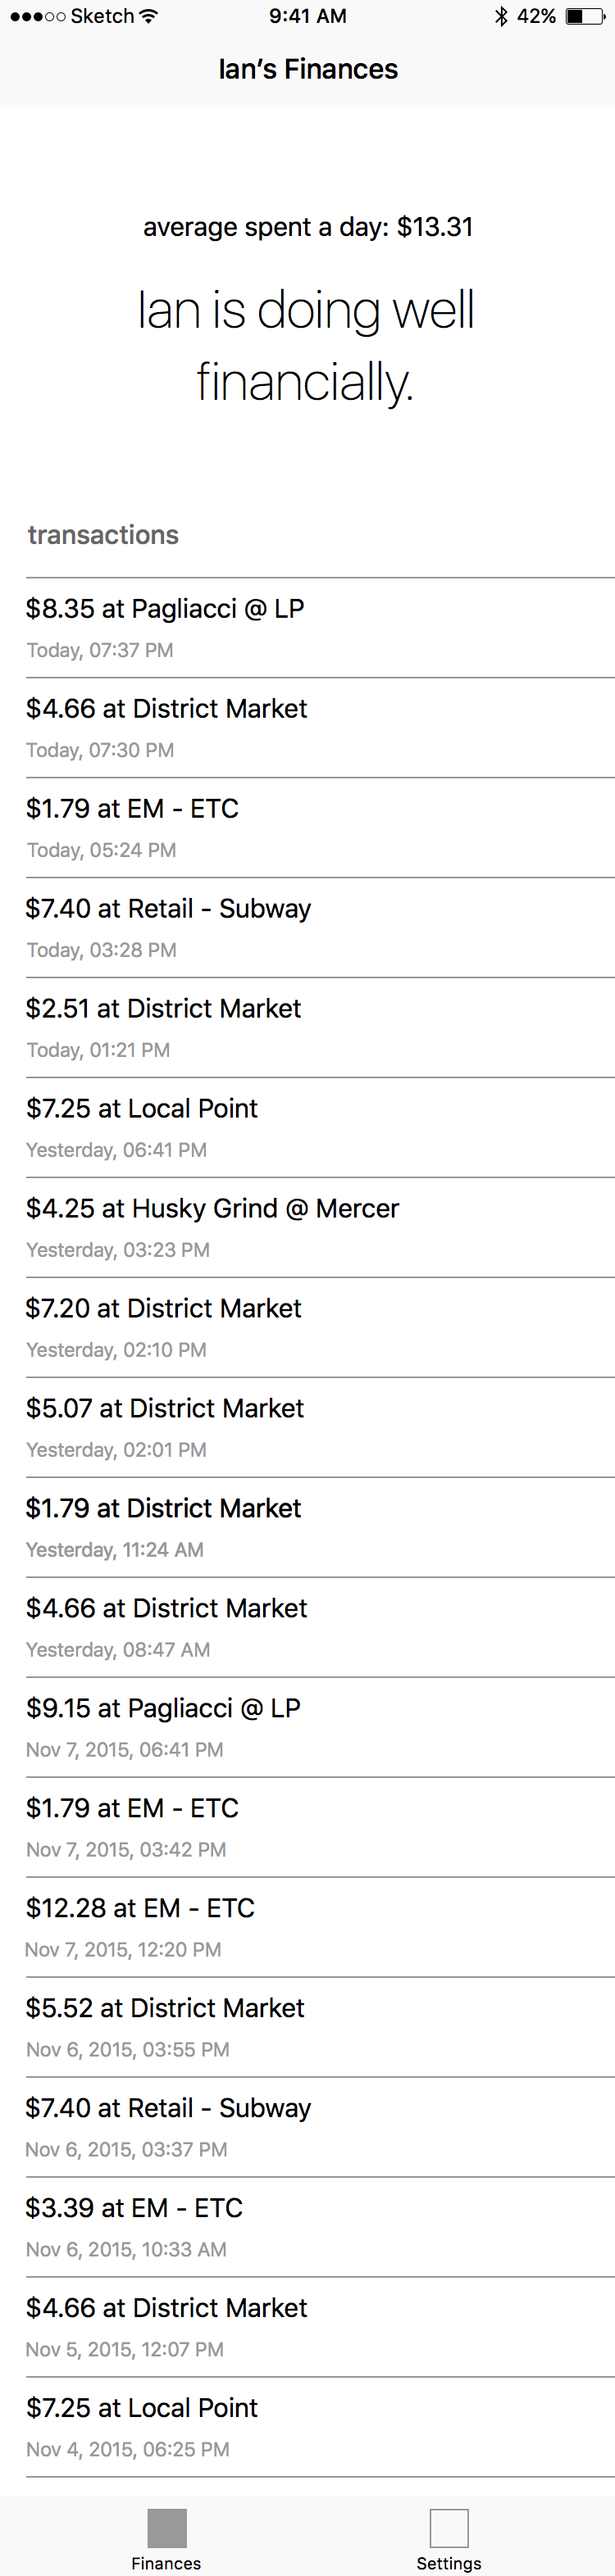 Sketch 9:41 AM 42%
Ian’s Finances
average spent a day: $13.31
Ian is doing well
financially.
transactions
$8.35 at Pagliacci @ LP
Today, 07:37 PM
$4.66 at District Market
Today, 07:30 PM
$1.79 at EM - ETC
Today, 05:24 PM
$7.40 at Retail - Subway
Today, 03:28 PM
$2.51 at District Market
Today, 01:21 PM
$7.25 at Local Point
Yesterday, 06:41 PM
$4.25 at Husky Grind @ Mercer
Yesterday, 03:23 PM
$7.20 at District Market
Yesterday, 02:10 PM
$5.07 at District Market
Yesterday, 02:01 PM
$1.79 at District Market
Yesterday, 11:24 AM
$4.66 at District Market
Yesterday, 08:47 AM
$9.15 at Pagliacci @ LP
Nov 7, 2015, 06:41 PM
$1.79 at EM - ETC
Nov 7, 2015, 03:42 PM
$12.28 at EM - ETC
Nov 7, 2015, 12:20 PM
$5.52 at District Market
Nov 6, 2015, 03:55 PM
$7.40 at Retail - Subway
Nov 6, 2015, 03:37 PM
$3.39 at EM - ETC
Nov 6, 2015, 10:33 AM
$4.66 at District Market
Nov 5, 2015, 12:07 PM
$7.25 at Local Point
Nov 4, 2015, 06:25 PM
Finances Settings